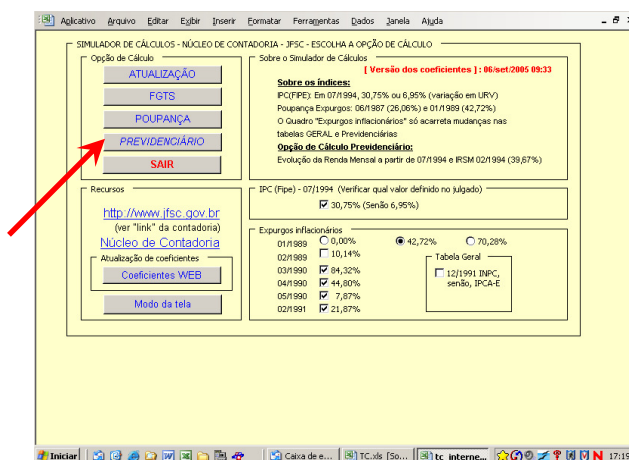 Aplicativo Arquivo Editar Exibir Inserir Formatar Ferramentas Dados Janela Ajuda
SIMULADOR DE CÁLCULOS - NÚCLEO DE CONTADORIA - JFSC - ESCOLHA A OPÇÃO DE CÁLCULO
Opção de Cálculo
ATUALIZAÇÃO
FGTS
POUPANÇA
PREVIDENCIÁRIO
SAIR
Sobre o Simulador de Cálculos
[ Versão dos coeficientes ] : 06/set/2005 09:33
Sobre os índices:
IPC(FIPE): Em 07/1994, 30,75% ou 6,95% (variação em URV)
Poupança Expurgos: 06/1987 (26,06%) e 01/1989 (42,72%)
O Quadro "Expurgos inflacionários" só acarreta mudanças nas
tabelas GERAL e Previdenciárias
Opção de Cálculo Previdenciário:
Evolução da Renda Mensal a partir de 07/1994 e IRSM 02/1994 (39,67%)
Recursos
http://www.jfsc.gov.br
(ver "link" da contadoria)
Núcleo de Contadoria
Atualização de coeficientes
Coeficientes WEB
Modo da tela
IPC (Fipe) - 07/1994 (Verificar qual valor definido no julgado)
30,75% (Senão 6,95%)
Expurgos inflacionários
01/1989 0,00% 42,72% 70,28%
02/1989 10,14%
03/1990 84,32%
04/1990 44,80%
05/1990 7,87%
02/1991 21,87%
Tabela Geral
12/1991 INPC,
senão, IPCA-E
Iniciar Caixa de e... TC.xls [So... tc_interne... 17:19